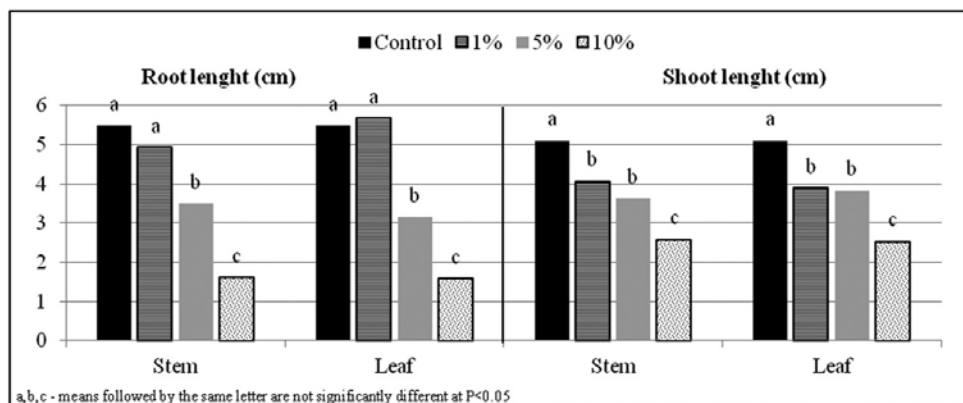 Control 1% 5% 10%
Root lenght (cm) Shoot lenght (cm)
a a b c a a b c a b b c a b b c
6
5
4
3
2
1
0
Stem Leaf Stem Leaf
a,b,c - means followed by the same letter are not significantly different at P<0.05